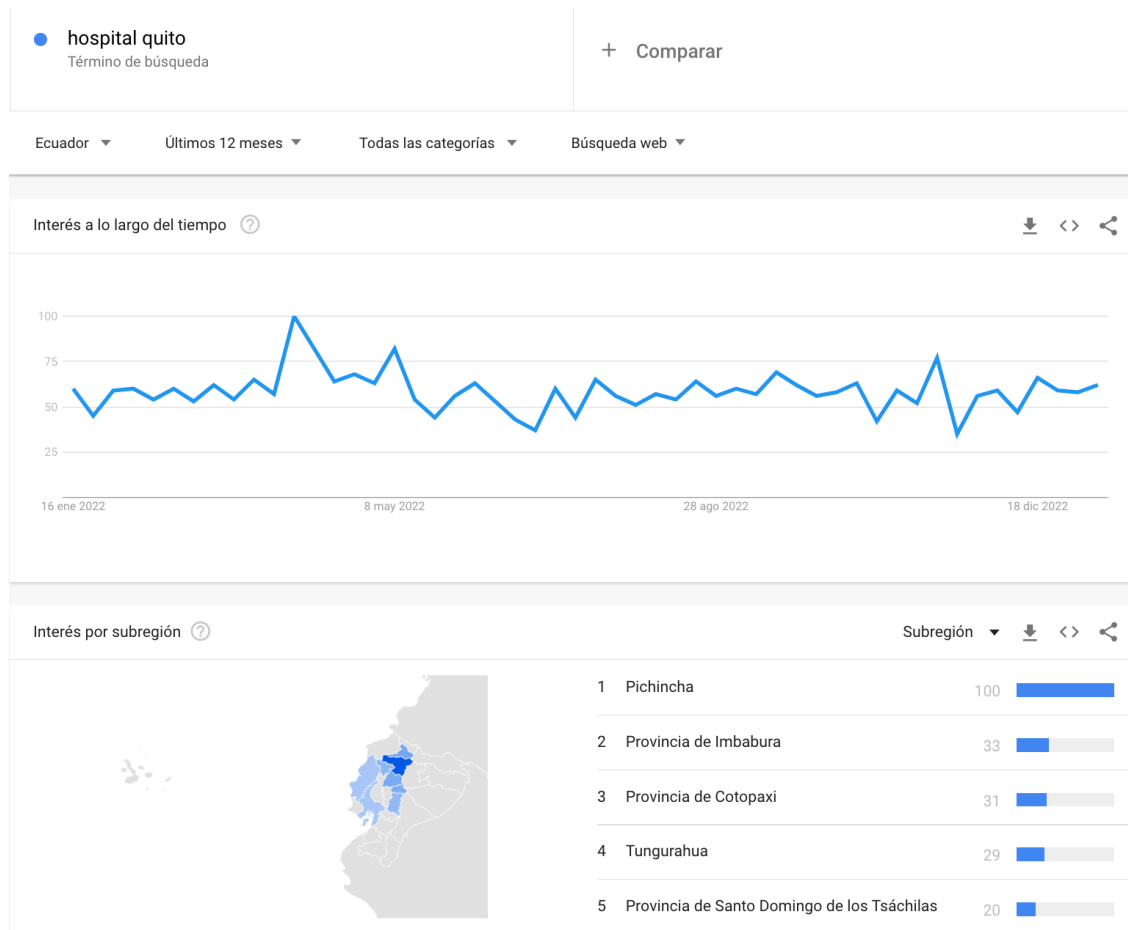 hospital quito
Término de búsqueda
+ Comparar
Ecuador Últimos 12 meses Todas las categorías Búsqueda web
Interés a lo largo del tiempo ?
100
75
50
25
16 ene 2022 8 may 2022 28 ago 2022 18 dic 2022
Interés por subregión ? Subregión
1 Pichincha 100
2 Provincia de Imbabura 33
3 Provincia de Cotopaxi 31
4 Tungurahua 29
5 Provincia de Santo Domingo de los Tsáchilas 20